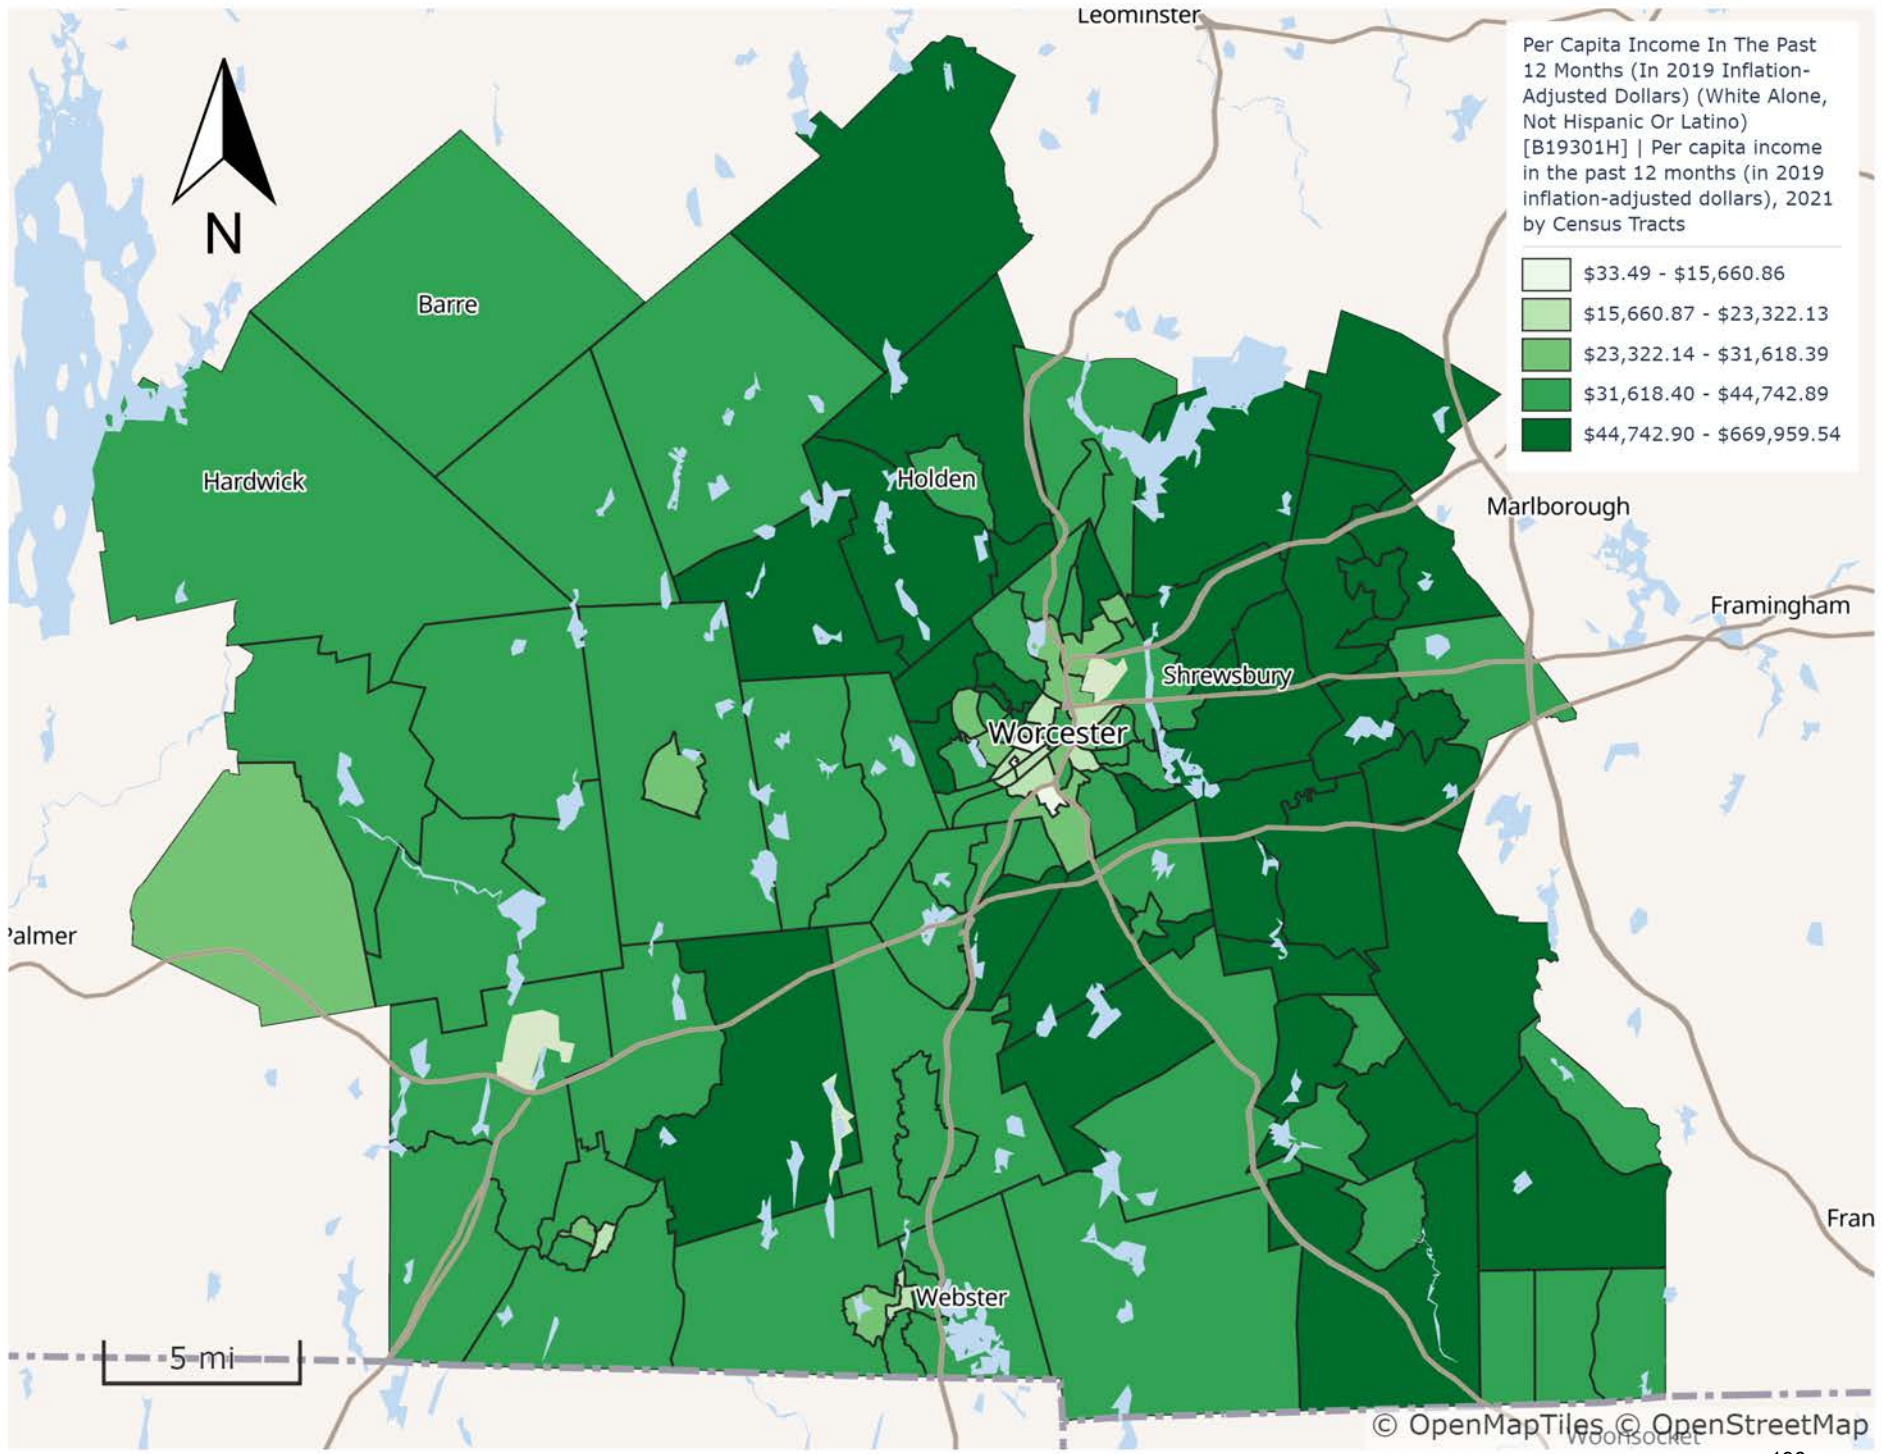 Leominster
Per Capita Income In The Past
12 Months (In 2019 Inflation-
Adjusted Dollars) (White Alone,
Not Hispanic Or Latino)
[B19301H] | Per capita income
in the past 12 months (in 2019
inflation-adjusted dollars), 2021
by Census Tracts
$33.49 - $15,660.86
$15,660.87 - $23,322.13
$23,322.14 - $31,618.39
$31,618.40 - $44,742.89
$44,742.90 - $669,959.54
N
Barre
Hardwick
Holden
Marlborough
Framingham
Shrewsbury
Worcester
Palmer
Fran
Webster
5 mi
© OpenMapTiles © OpenStreetMap
Woonsocket